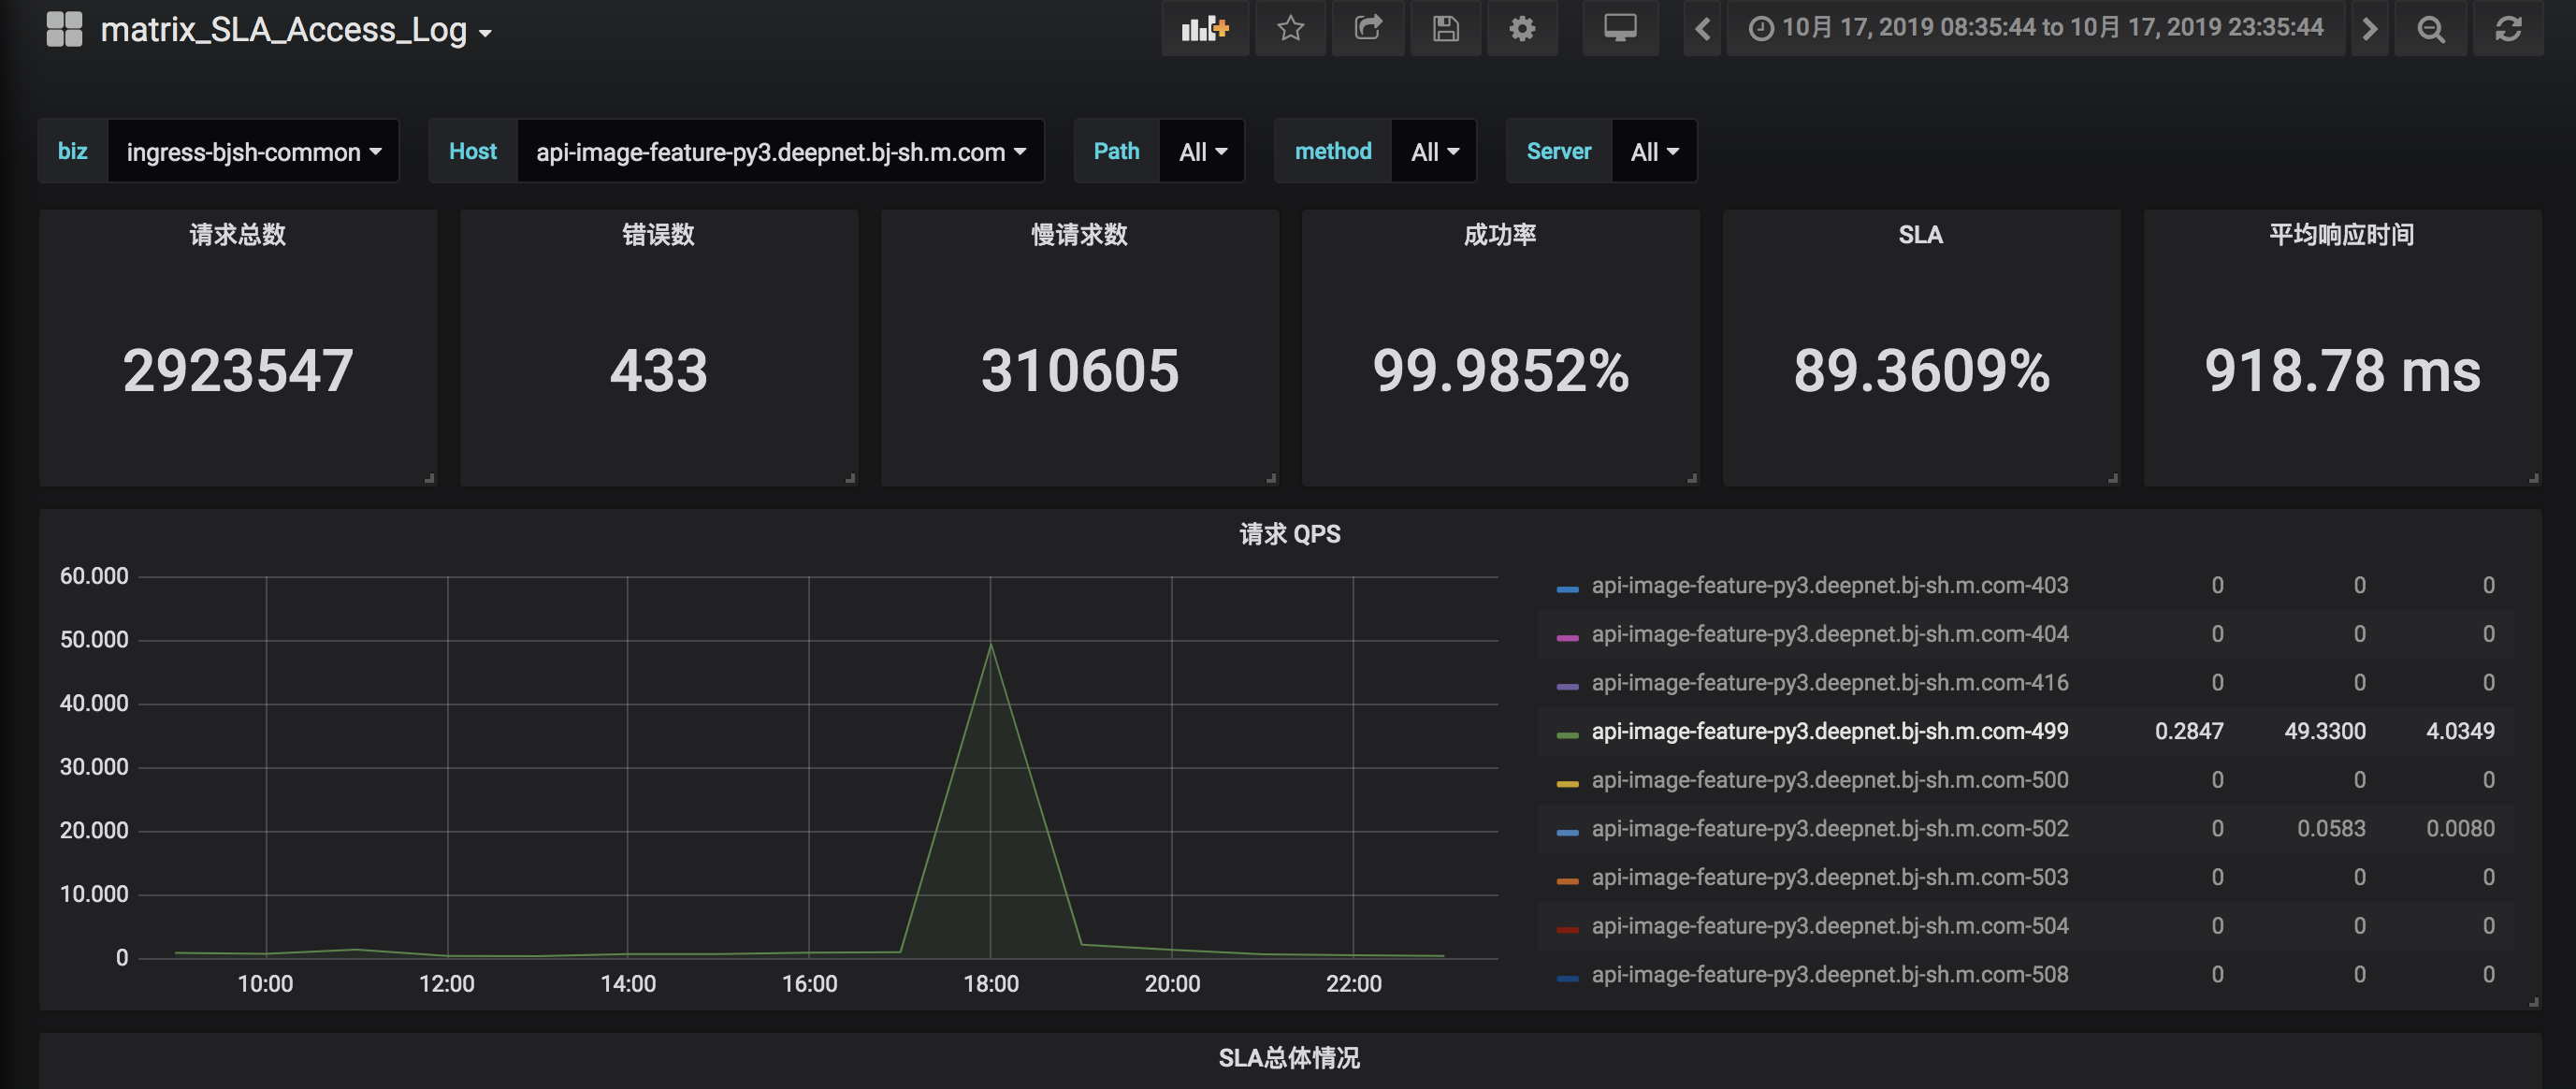 matrix_SLA_Access_Log
10月 17, 2019 08:35:44 to 10月 17, 2019 23:35:44
biz ingress-bjsh-common Host api-image-feature-py3.deepnet.bj-sh.m.com Path All method All Server All
请求总数
2923547
错误数
433
慢请求数
310605
成功率
99.9852%
SLA
89.3609%
平均响应时间
918.78 ms
请求 QPS
60.000
50.000
40.000
30.000
20.000
10.000
0
10:00 12:00 14:00 16:00 18:00 20:00 22:00
api-image-feature-py3.deepnet.bj-sh.m.com-403 0 0 0
api-image-feature-py3.deepnet.bj-sh.m.com-404 0 0 0
api-image-feature-py3.deepnet.bj-sh.m.com-416 0 0 0
api-image-feature-py3.deepnet.bj-sh.m.com-499 0.2847 49.3300 4.0349
api-image-feature-py3.deepnet.bj-sh.m.com-500 0 0 0
api-image-feature-py3.deepnet.bj-sh.m.com-502 0 0.0583 0.0080
api-image-feature-py3.deepnet.bj-sh.m.com-503 0 0 0
api-image-feature-py3.deepnet.bj-sh.m.com-504 0 0 0
api-image-feature-py3.deepnet.bj-sh.m.com-508 0 0 0
SLA总体情况